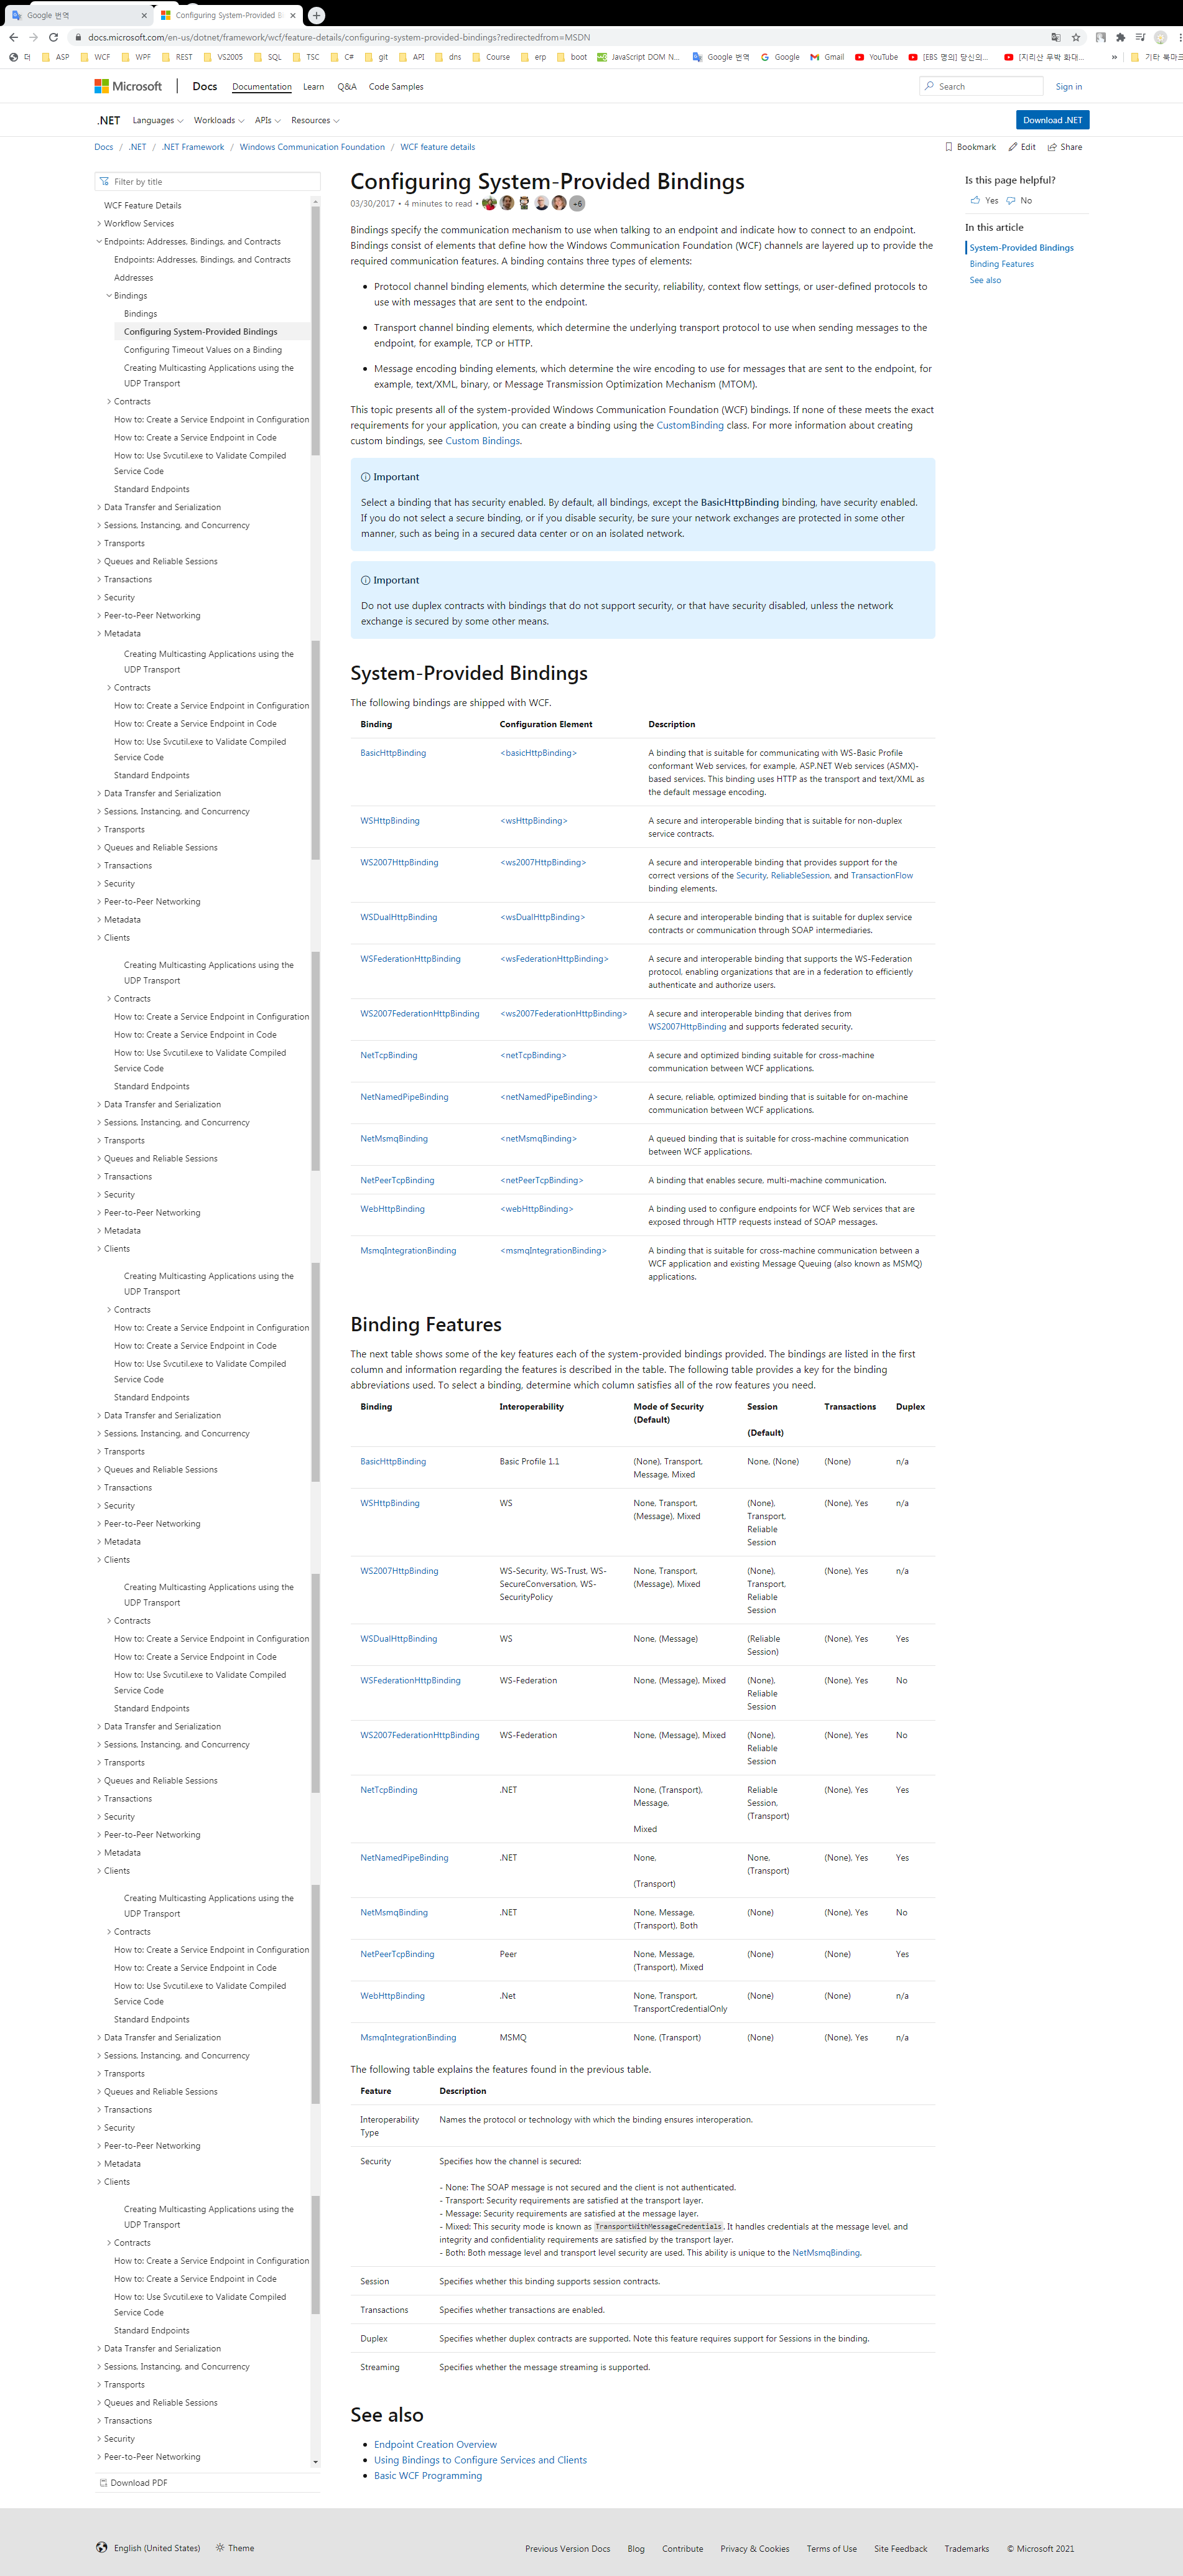 Google 번역
Configuring System-Provided Bi
docs.microsoft.com/en-us/dotnet/framework/wcf/feature-details/configuring-system-provided-bindings?redirectedfrom=MSDN
더 ASP WCF WPF REST VS2005 SQL TSC C# git API dns Course erp boot JavaScript DOM N... Google 번역 Google Gmail YouTube [EBS 명의] 당신의... [지리산 무박 화대... » 기타 북마크
Microsoft Docs Documentation Learn Q&A Code Samples Search Sign in
.NET Languages Workloads APIs Resources Download .NET
Docs / .NET / .NET Framework / Windows Communication Foundation / WCF feature details Bookmark Edit Share
Filter by title
WCF Feature Details
Workflow Services
Endpoints: Addresses, Bindings, and Contracts
Endpoints: Addresses, Bindings, and Contracts
Addresses
Bindings
Bindings
Configuring System-Provided Bindings
Configuring Timeout Values on a Binding
Creating Multicasting Applications using the
UDP Transport
Contracts
How to: Create a Service Endpoint in Configuration
How to: Create a Service Endpoint in Code
How to: Use Svcutil.exe to Validate Compiled
Service Code
Standard Endpoints
Data Transfer and Serialization
Sessions, Instancing, and Concurrency
Transports
Queues and Reliable Sessions
Transactions
Security
Peer-to-Peer Networking
Metadata
Creating Multicasting Applications using the
UDP Transport
Contracts
How to: Create a Service Endpoint in Configuration
How to: Create a Service Endpoint in Code
How to: Use Svcutil.exe to Validate Compiled
Service Code
Standard Endpoints
Data Transfer and Serialization
Sessions, Instancing, and Concurrency
Transports
Queues and Reliable Sessions
Transactions
Security
Peer-to-Peer Networking
Metadata
Clients
Creating Multicasting Applications using the
UDP Transport
Contracts
How to: Create a Service Endpoint in Configuration
How to: Create a Service Endpoint in Code
How to: Use Svcutil.exe to Validate Compiled
Service Code
Standard Endpoints
Data Transfer and Serialization
Sessions, Instancing, and Concurrency
Transports
Queues and Reliable Sessions
Transactions
Security
Peer-to-Peer Networking
Metadata
Clients
Creating Multicasting Applications using the
UDP Transport
Contracts
How to: Create a Service Endpoint in Configuration
How to: Create a Service Endpoint in Code
How to: Use Svcutil.exe to Validate Compiled
Service Code
Standard Endpoints
Data Transfer and Serialization
Sessions, Instancing, and Concurrency
Transports
Queues and Reliable Sessions
Transactions
Security
Peer-to-Peer Networking
Metadata
Clients
Creating Multicasting Applications using the
UDP Transport
Contracts
How to: Create a Service Endpoint in Configuration
How to: Create a Service Endpoint in Code
How to: Use Svcutil.exe to Validate Compiled
Service Code
Standard Endpoints
Data Transfer and Serialization
Sessions, Instancing, and Concurrency
Transports
Queues and Reliable Sessions
Transactions
Security
Peer-to-Peer Networking
Metadata
Clients
Creating Multicasting Applications using the
UDP Transport
Contracts
How to: Create a Service Endpoint in Configuration
How to: Create a Service Endpoint in Code
How to: Use Svcutil.exe to Validate Compiled
Service Code
Standard Endpoints
Data Transfer and Serialization
Sessions, Instancing, and Concurrency
Transports
Queues and Reliable Sessions
Transactions
Security
Peer-to-Peer Networking
Metadata
Clients
Creating Multicasting Applications using the
UDP Transport
Contracts
How to: Create a Service Endpoint in Configuration
How to: Create a Service Endpoint in Code
How to: Use Svcutil.exe to Validate Compiled
Service Code
Standard Endpoints
Data Transfer and Serialization
Sessions, Instancing, and Concurrency
Transports
Queues and Reliable Sessions
Transactions
Security
Peer-to-Peer Networking
Download PDF
Configuring System-Provided Bindings
03/30/2017 • 4 minutes to read • +6
Bindings specify the communication mechanism to use when talking to an endpoint and indicate how to connect to an endpoint.
Bindings consist of elements that define how the Windows Communication Foundation (WCF) channels are layered up to provide the
required communication features. A binding contains three types of elements:
• Protocol channel binding elements, which determine the security, reliability, context flow settings, or user-defined protocols to
use with messages that are sent to the endpoint.
• Transport channel binding elements, which determine the underlying transport protocol to use when sending messages to the
endpoint, for example, TCP or HTTP.
• Message encoding binding elements, which determine the wire encoding to use for messages that are sent to the endpoint, for
example, text/XML, binary, or Message Transmission Optimization Mechanism (MTOM).
This topic presents all of the system-provided Windows Communication Foundation (WCF) bindings. If none of these meets the exact
requirements for your application, you can create a binding using the CustomBinding class. For more information about creating
custom bindings, see Custom Bindings.
Important
Select a binding that has security enabled. By default, all bindings, except the BasicHttpBinding binding, have security enabled.
If you do not select a secure binding, or if you disable security, be sure your network exchanges are protected in some other
manner, such as being in a secured data center or on an isolated network.
Important
Do not use duplex contracts with bindings that do not support security, or that have security disabled, unless the network
exchange is secured by some other means.
System-Provided Bindings
The following bindings are shipped with WCF.
Binding Configuration Element Description
BasicHttpBinding <basicHttpBinding> A binding that is suitable for communicating with WS-Basic Profile
conformant Web services, for example, ASP.NET Web services (ASMX)-
based services. This binding uses HTTP as the transport and text/XML as
the default message encoding.
WSHttpBinding <wsHttpBinding> A secure and interoperable binding that is suitable for non-duplex
service contracts.
WS2007HttpBinding <ws2007HttpBinding> A secure and interoperable binding that provides support for the
correct versions of the Security, ReliableSession, and TransactionFlow
binding elements.
WSDualHttpBinding <wsDualHttpBinding> A secure and interoperable binding that is suitable for duplex service
contracts or communication through SOAP intermediaries.
WSFederationHttpBinding <wsFederationHttpBinding> A secure and interoperable binding that supports the WS-Federation
protocol, enabling organizations that are in a federation to efficiently
authenticate and authorize users.
WS2007FederationHttpBinding <ws2007FederationHttpBinding> A secure and interoperable binding that derives from
WS2007HttpBinding and supports federated security.
NetTcpBinding <netTcpBinding> A secure and optimized binding suitable for cross-machine
communication between WCF applications.
NetNamedPipeBinding <netNamedPipeBinding> A secure, reliable, optimized binding that is suitable for on-machine
communication between WCF applications.
NetMsmqBinding <netMsmqBinding> A queued binding that is suitable for cross-machine communication
between WCF applications.
NetPeerTcpBinding <netPeerTcpBinding> A binding that enables secure, multi-machine communication.
WebHttpBinding <webHttpBinding> A binding used to configure endpoints for WCF Web services that are
exposed through HTTP requests instead of SOAP messages.
MsmqIntegrationBinding <msmqIntegrationBinding> A binding that is suitable for cross-machine communication between a
WCF application and existing Message Queuing (also known as MSMQ)
applications.
Binding Features
The next table shows some of the key features each of the system-provided bindings provided. The bindings are listed in the first
column and information regarding the features is described in the table. The following table provides a key for the binding
abbreviations used. To select a binding, determine which column satisfies all of the row features you need.
Binding Interoperability Mode of Security Session Transactions Duplex
(Default) (Default)
BasicHttpBinding Basic Profile 1.1 (None), Transport, None, (None) (None) n/a
Message, Mixed
WSHttpBinding WS None, Transport, (None), (None), Yes n/a
(Message), Mixed Transport,
Reliable
Session
WS2007HttpBinding WS-Security, WS-Trust, WS- None, Transport, (None), (None), Yes n/a
SecureConversation, WS- (Message), Mixed Transport,
SecurityPolicy Reliable
Session
WSDualHttpBinding WS None, (Message) (Reliable (None), Yes Yes
Session)
WSFederationHttpBinding WS-Federation None, (Message), Mixed (None), (None), Yes No
Reliable
Session
WS2007FederationHttpBinding WS-Federation None, (Message), Mixed (None), (None), Yes No
Reliable
Session
NetTcpBinding .NET None, (Transport), Reliable (None), Yes Yes
Message, Session,
(Transport)
Mixed
NetNamedPipeBinding .NET None, None, (None), Yes Yes
(Transport)
(Transport)
NetMsmqBinding .NET None, Message, (None) (None), Yes No
(Transport), Both
NetPeerTcpBinding Peer None, Message, (None) (None) Yes
(Transport), Mixed
WebHttpBinding .Net None, Transport, (None) (None) n/a
TransportCredentialOnly
MsmqIntegrationBinding MSMQ None, (Transport) (None) (None), Yes n/a
The following table explains the features found in the previous table.
Feature Description
Interoperability Names the protocol or technology with which the binding ensures interoperation.
Type
Security Specifies how the channel is secured:
- None: The SOAP message is not secured and the client is not authenticated.
- Transport: Security requirements are satisfied at the transport layer.
- Message: Security requirements are satisfied at the message layer.
- Mixed: This security mode is known as TransportWithMessageCredentials. It handles credentials at the message level, and
integrity and confidentiality requirements are satisfied by the transport layer.
- Both: Both message level and transport level security are used. This ability is unique to the NetMsmqBinding.
Session Specifies whether this binding supports session contracts.
Transactions Specifies whether transactions are enabled.
Duplex Specifies whether duplex contracts are supported. Note this feature requires support for Sessions in the binding.
Streaming Specifies whether the message streaming is supported.
See also
• Endpoint Creation Overview
• Using Bindings to Configure Services and Clients
• Basic WCF Programming
Is this page helpful?
Yes No
In this article
System-Provided Bindings
Binding Features
See also
English (United States) Theme Previous Version Docs Blog Contribute Privacy & Cookies Terms of Use Site Feedback Trademarks © Microsoft 2021